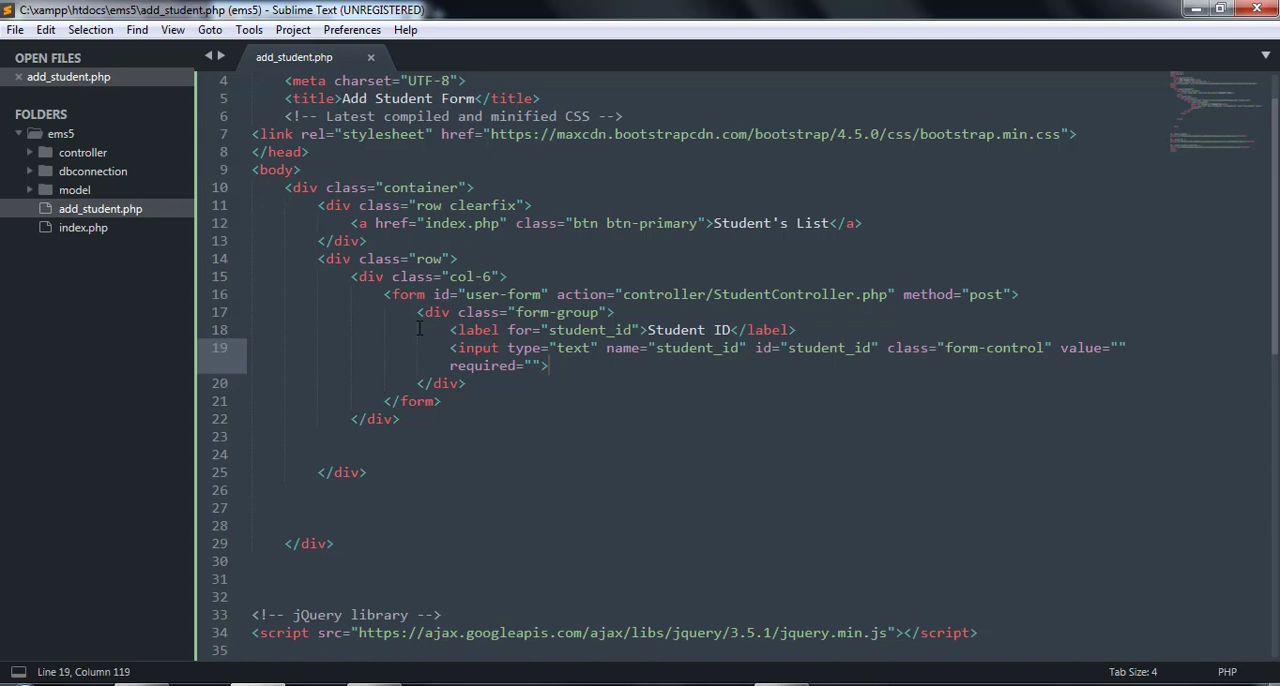 C:\xampp\htdocs\ems5\add_student.php (ems5) - Sublime Text (UNREGISTERED)
File Edit Selection Find View Goto Tools Project Preferences Help
OPEN FILES
add_student.php
FOLDERS
ems5
controller
dbconnection
model
add_student.php
index.php
add_student.php
4 <meta charset="UTF-8">
5 <title>Add Student Form</title>
6 <!-- Latest compiled and minified CSS -->
7 <link rel="stylesheet" href="https://maxcdn.bootstrapcdn.com/bootstrap/4.5.0/css/bootstrap.min.css">
8 </head>
9 <body>
10 <div class="container">
11 <div class="row clearfix">
12 <a href="index.php" class="btn btn-primary">Student's List</a>
13 </div>
14 <div class="row">
15 <div class="col-6">
16 <form id="user-form" action="controller/StudentController.php" method="post">
17 <div class="form-group">
18 <label for="student_id">Student ID</label>
19 <input type="text" name="student_id" id="student_id" class="form-control" value=""
required="">
20 </div>
21 </form>
22 </div>
23
24
25 </div>
26
27
28
29 </div>
30
31
32
33 <!-- jQuery library -->
34 <script src="https://ajax.googleapis.com/ajax/libs/jquery/3.5.1/jquery.min.js"></script>
35
Line 19, Column 119 Tab Size: 4 PHP